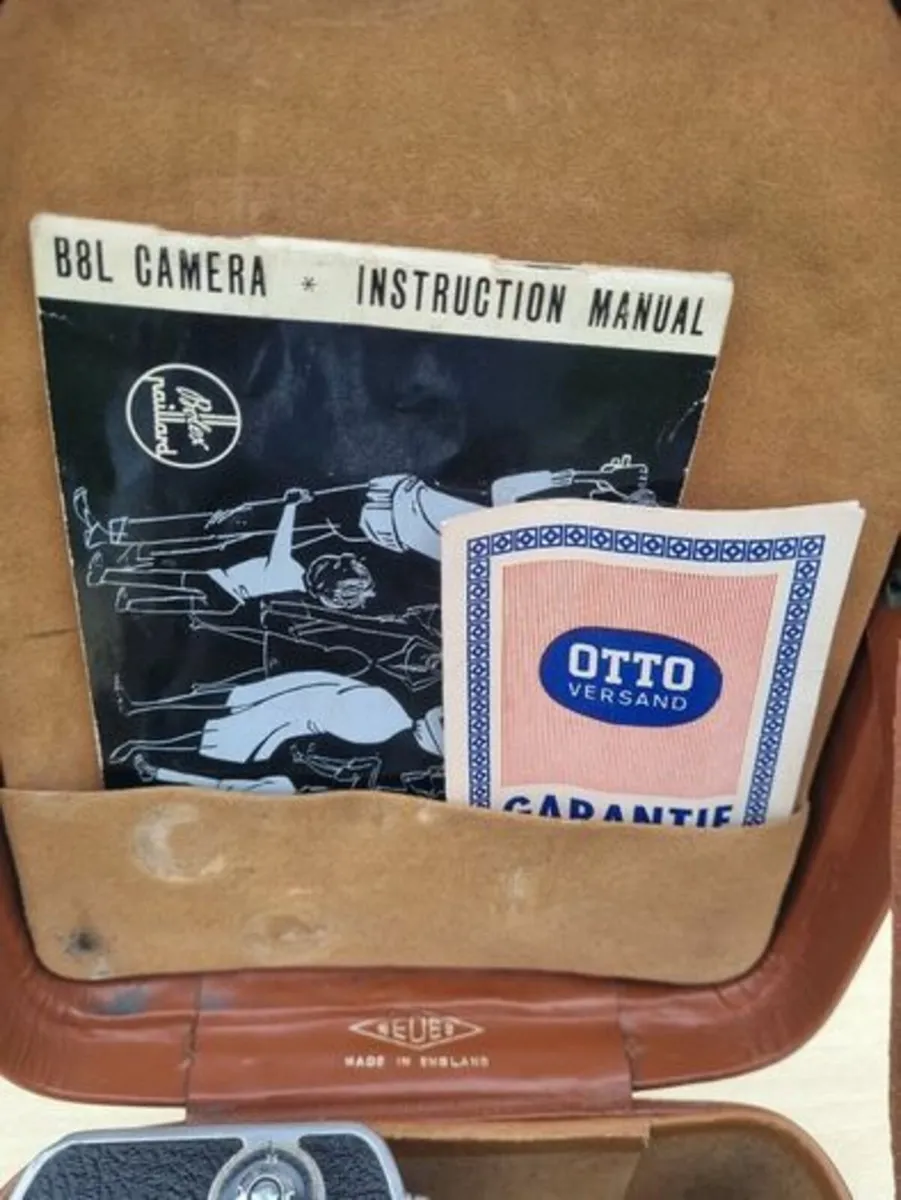 B8L CAMERA * INSTRUCTION MANUAL
Bolex
paillard
OTTO
VERSAND
GARANTIE
MADE IN ENGLAND